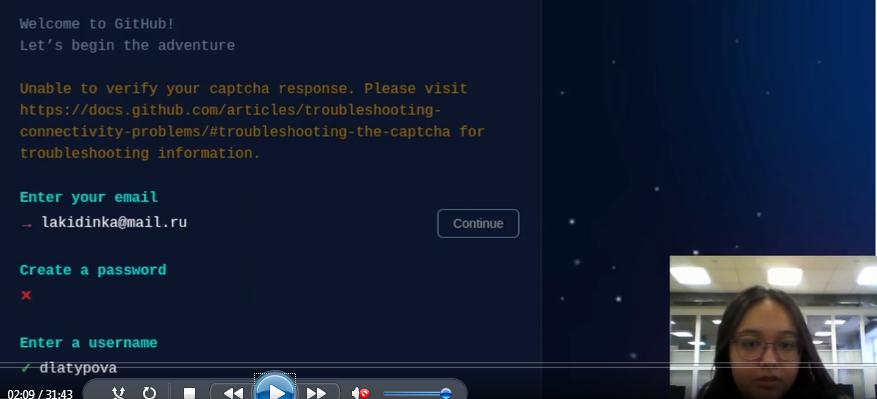 Welcome to GitHub!
Let’s begin the adventure
Unable to verify your captcha response. Please visit
https://docs.github.com/articles/troubleshooting-
connectivity-problems/#troubleshooting-the-captcha for
troubleshooting information.
Enter your email
→ lakidinka@mail.ru
Continue
Create a password
×
Enter a username
✓ dlatypova
02:09 / 31:43